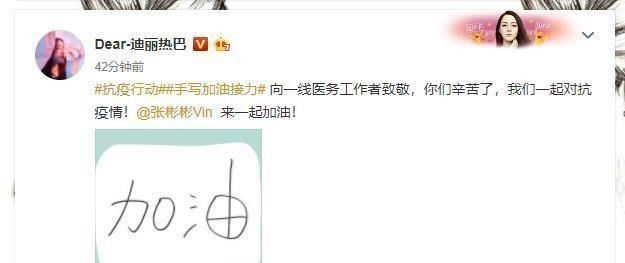 Dear-迪丽热巴
42分钟前
#抗疫行动##手写加油接力# 向一线医务工作者致敬，你们辛苦了，我们一起对抗
疫情！@张彬彬Vin 来一起加油！
加油